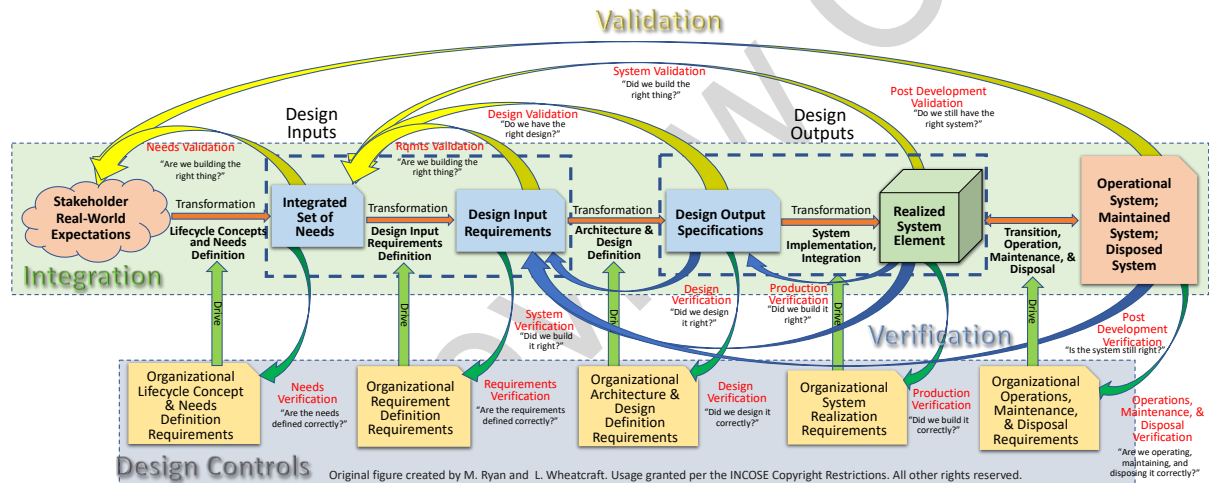 Validation
System Validation
"Did we build the
right thing?"
Post Development
Validation
"Do we still have the
right system?"
Design
Inputs
Design Validation
"Do we have the
right design?"
Design
Outputs
Needs Validation
"Are we building the
right thing?"
Rqmts Validation
"Are we building the
right thing?"
Stakeholder
Real-World
Expectations
Transformation
Lifecycle Concepts
and Needs
Definition
Integrated
Set of
Needs
Transformation
Design Input
Requirements
Definition
Design Input
Requirements
Transformation
Architecture &
Design
Definition
Design Output
Specifications
Transformation
System
Implementation,
Integration
Realized
System
Element
Transition,
Operation,
Maintenance, &
Disposal
Operational
System;
Maintained
System;
Disposed
System
Integration
Drive
Drive
Drive
Drive
Drive
System
Verification
"Did we build
it right?"
Design
Verification
"Did we design it
right?"
Production
Verification
"Did we build it
right?"
Verification
Post
Development
Verification
"Is the system still right?"
Organizational
Lifecycle Concept
& Needs
Definition
Requirements
Needs
Verification
"Are the needs
defined correctly?"
Organizational
Requirement
Definition
Requirements
Requirements
Verification
"Are the requirements
defined correctly?"
Organizational
Architecture &
Design Definition
Requirements
Design
Verification
"Did we design it
correctly?"
Organizational
System
Realization
Requirements
Production
Verification
"Did we build it
correctly?"
Organizational
Operations,
Maintenance,
& Disposal
Requirements
Operations,
Maintenance, &
Disposal
Verification
"Are we operating,
maintaining, and
disposing it correctly?"
Design Controls
Original figure created by M. Ryan and L. Wheatcraft. Usage granted per the INCOSE Copyright Restrictions. All other rights reserved.